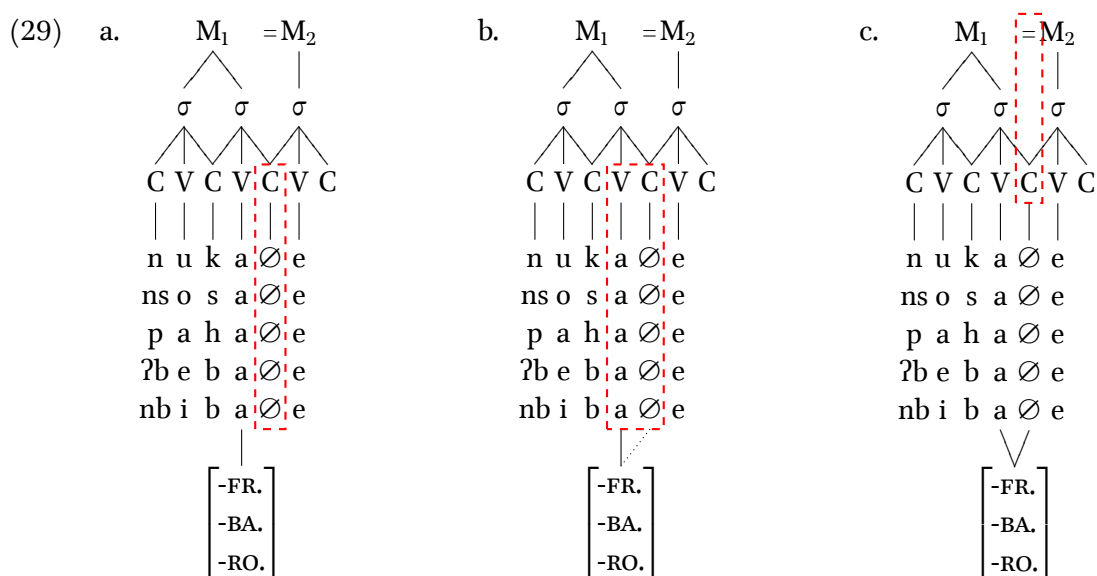 (29) a. M₁ =M₂ b. M₁ =M₂ c. M₁ =M₂
σ σ σ σ σ σ σ σ σ
C V C V C V C C V C V C V C C V C V C V C
n u k a ∅ e n u k a ∅ e n u k a ∅ e
ns o s a ∅ e ns o s a ∅ e ns o s a ∅ e
p a h a ∅ e p a h a ∅ e p a h a ∅ e
ʔb e b a ∅ e ʔb e b a ∅ e ʔb e b a ∅ e
nb i b a ∅ e nb i b a ∅ e nb i b a ∅ e
-FR. -FR. -FR.
-BA. -BA. -BA.
-RO. -RO. -RO.